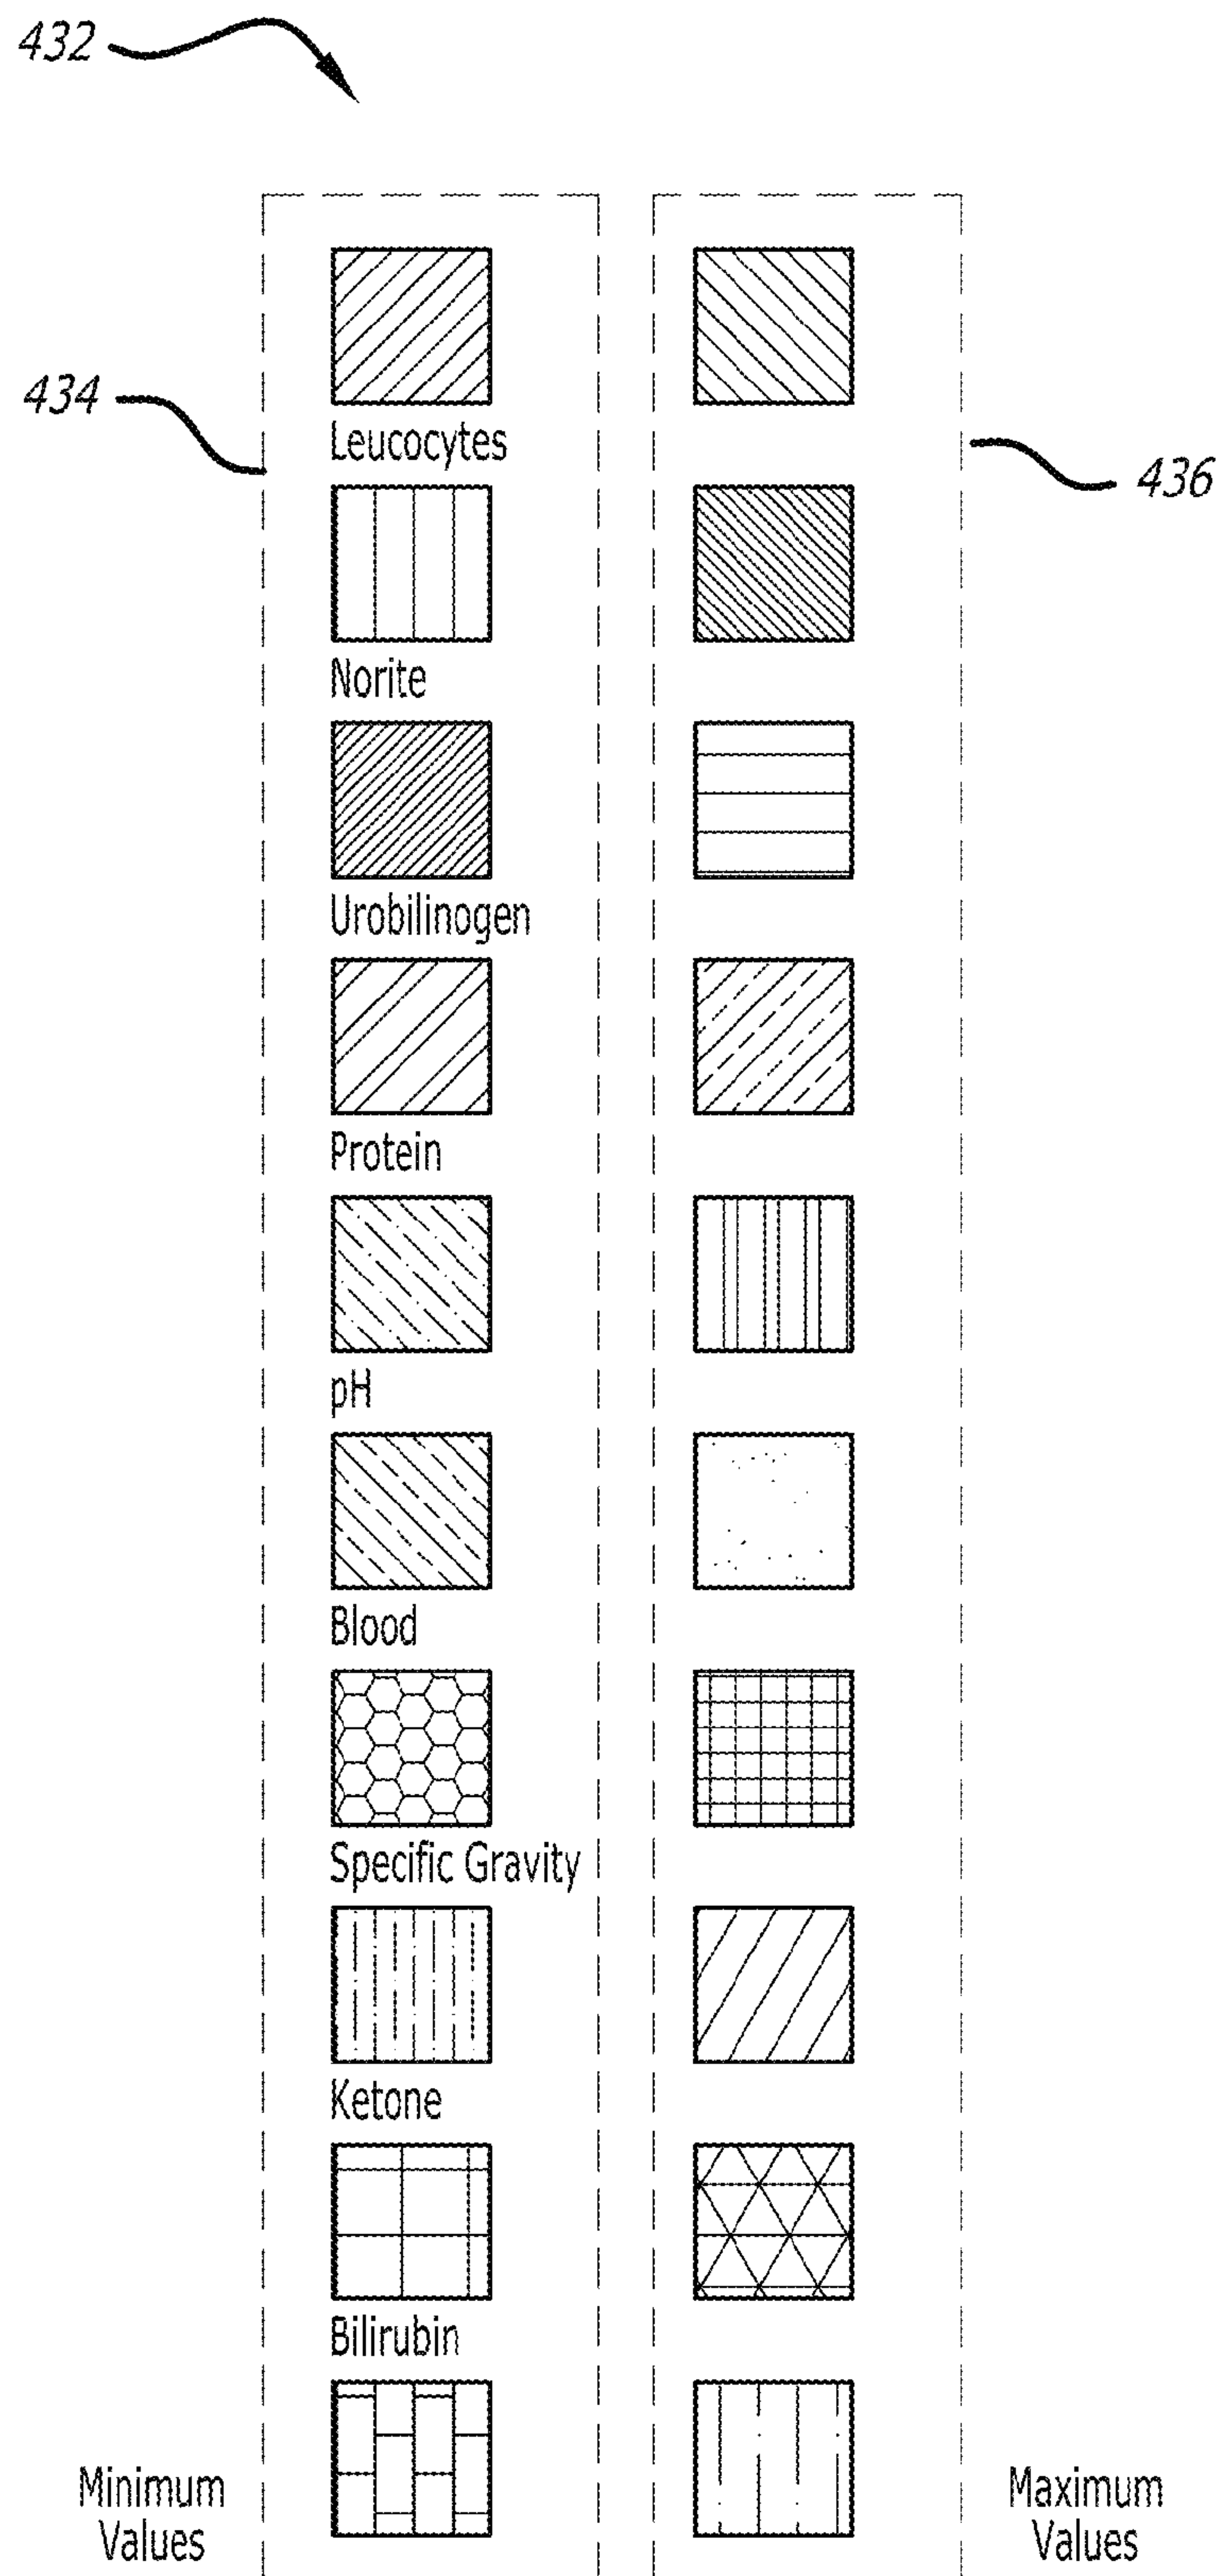 432
434
Leucocytes
436
Norite
Urobilinogen
Protein
pH
Blood
Specific Gravity
Ketone
Bilirubin
Minimum
Values
Maximum
Values